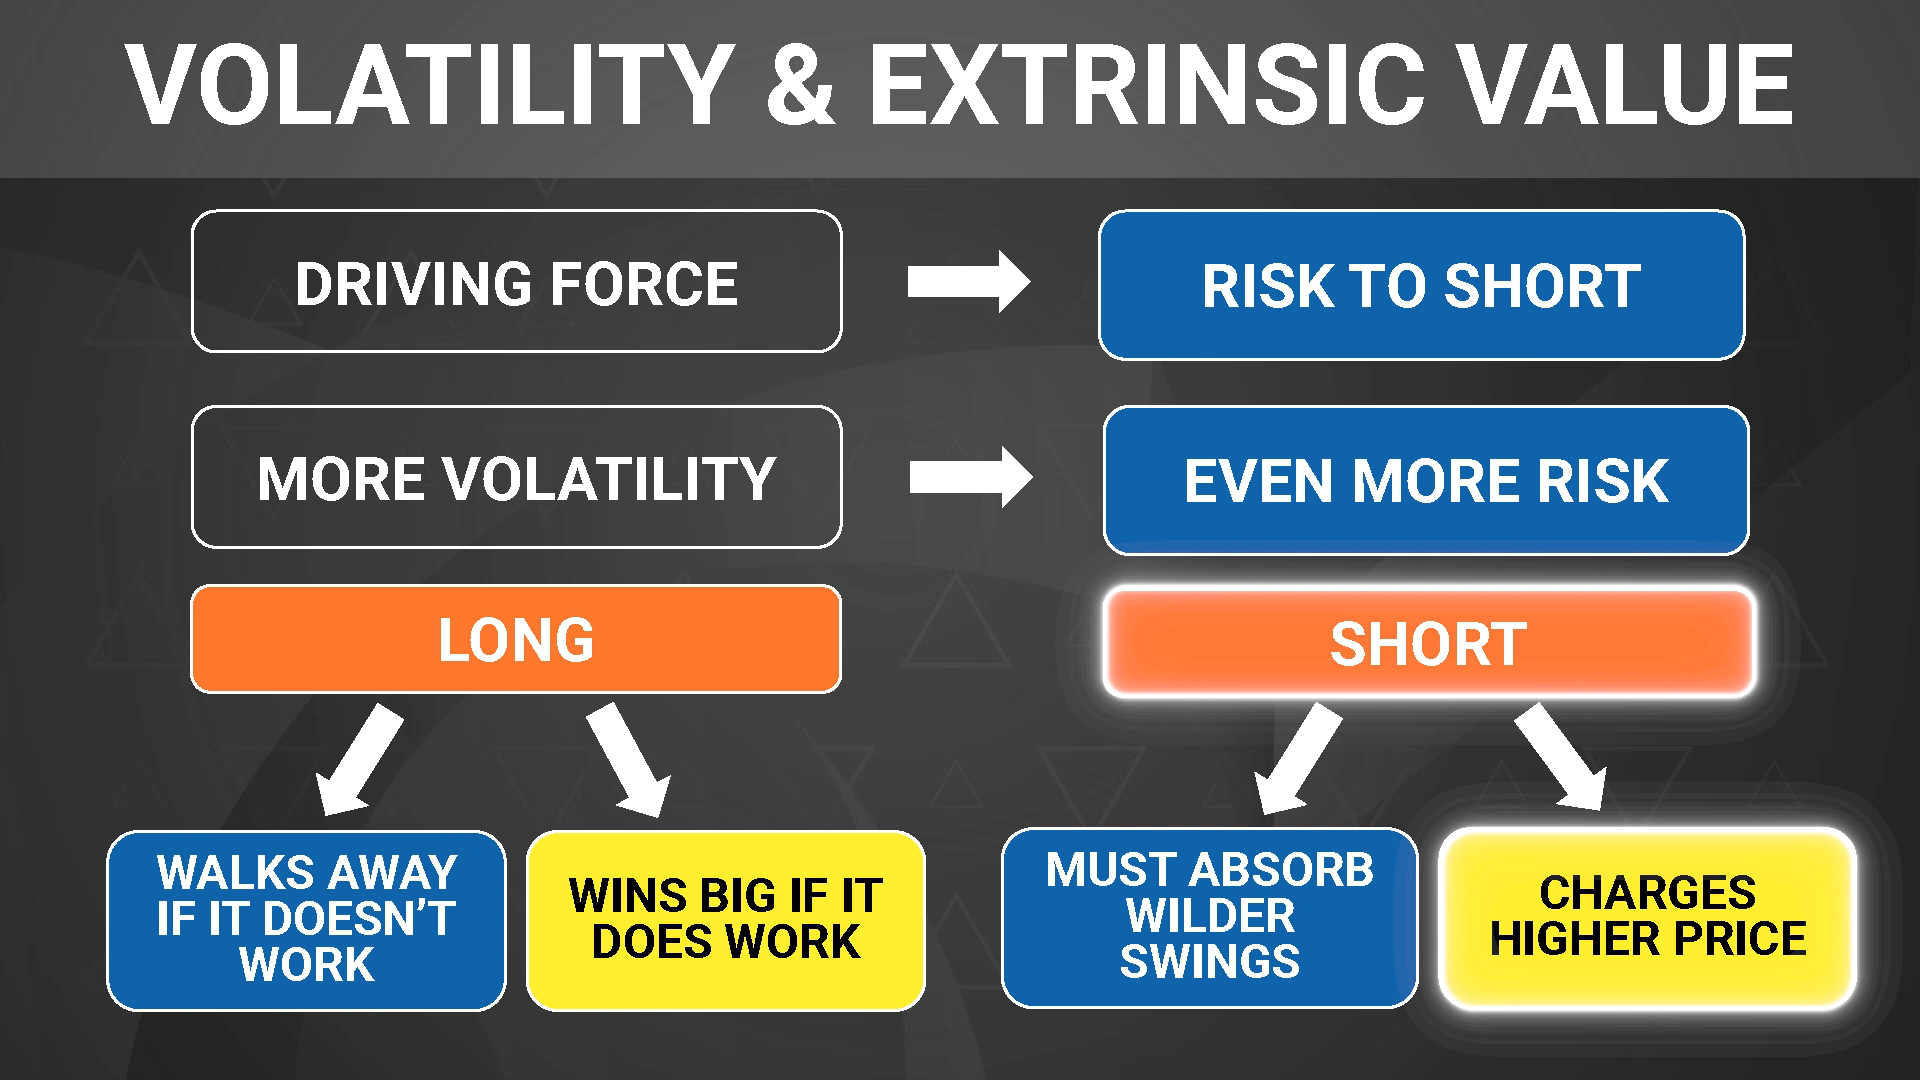 VOLATILITY & EXTRINSIC VALUE
DRIVING FORCE
RISK TO SHORT
MORE VOLATILITY
EVEN MORE RISK
LONG
SHORT
WALKS AWAY
IF IT DOESN’T
WORK
WINS BIG IF IT
DOES WORK
MUST ABSORB
WILDER
SWINGS
CHARGES
HIGHER PRICE